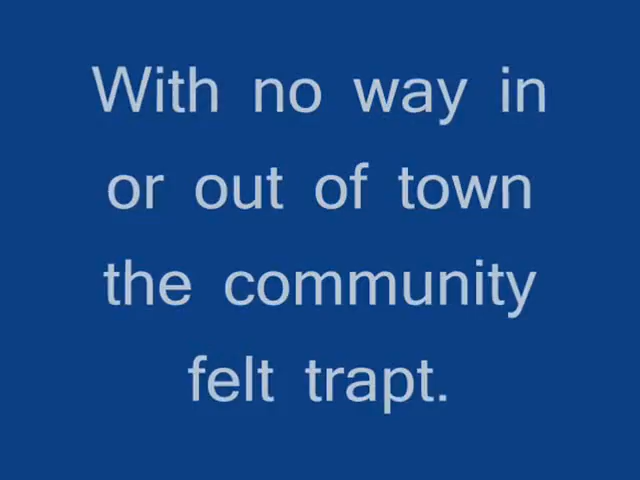 With no way in
or out of town
the community
felt trapt.